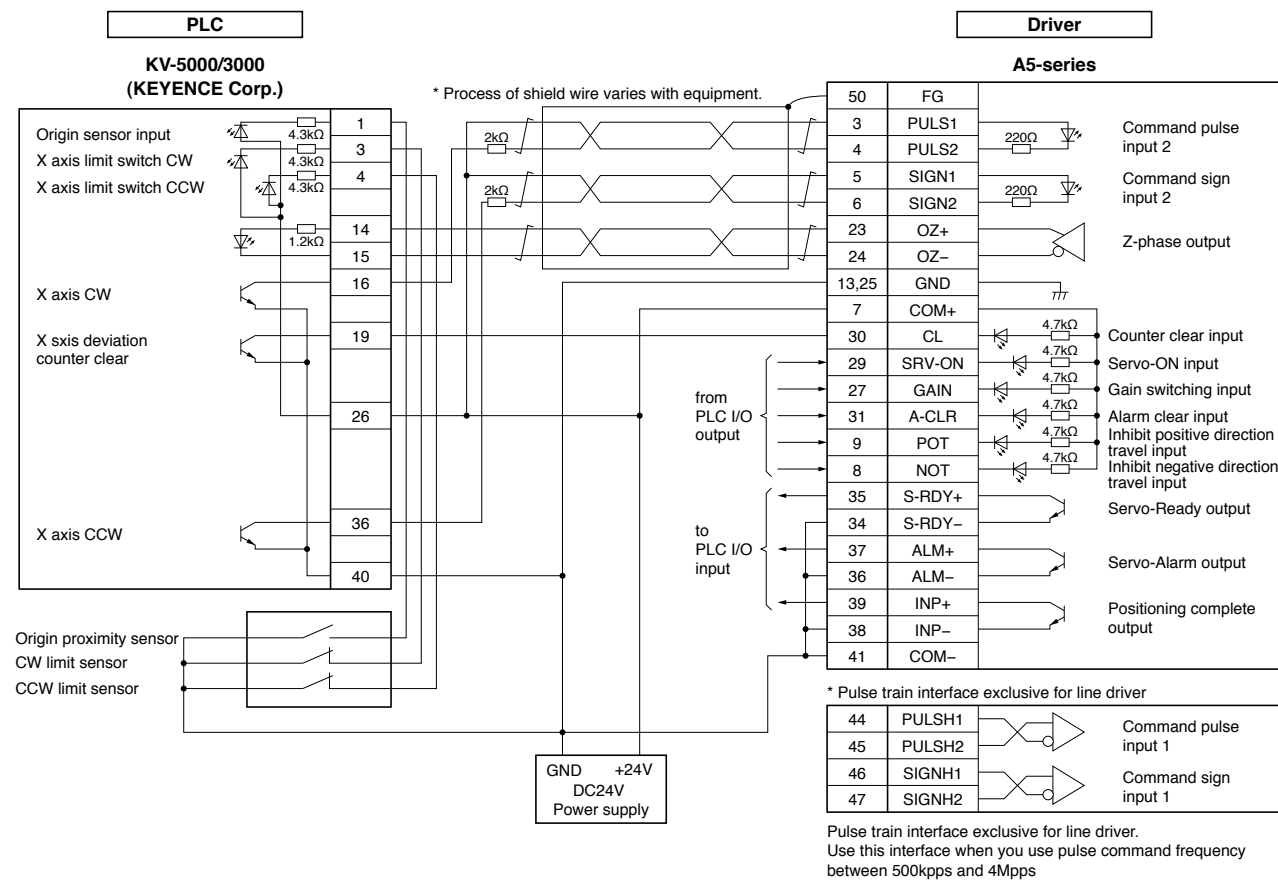 PLC
Driver
KV-5000/3000
(KEYENCE Corp.)
A5-series
* Process of shield wire varies with equipment.
Origin sensor input
X axis limit switch CW
X axis limit switch CCW
X axis CW
X sxis deviation
counter clear
X axis CCW
4.3kΩ
4.3kΩ
4.3kΩ
1.2kΩ
1
3
4
14
15
16
19
26
36
40
2kΩ
2kΩ
from
PLC I/O
output
to
PLC I/O
input
50 FG
3 PULS1
4 PULS2
5 SIGN1
6 SIGN2
23 OZ+
24 OZ−
13,25 GND
7 COM+
30 CL
29 SRV-ON
27 GAIN
31 A-CLR
9 POT
8 NOT
35 S-RDY+
34 S-RDY−
37 ALM+
36 ALM−
39 INP+
38 INP−
41 COM−
220Ω
220Ω
4.7kΩ
4.7kΩ
4.7kΩ
4.7kΩ
4.7kΩ
4.7kΩ
Command pulse
input 2
Command sign
input 2
Z-phase output
Counter clear input
Servo-ON input
Gain switching input
Alarm clear input
Inhibit positive direction
travel input
Inhibit negative direction
travel input
Servo-Ready output
Servo-Alarm output
Positioning complete
output
Origin proximity sensor
CW limit sensor
CCW limit sensor
GND +24V
DC24V
Power supply
* Pulse train interface exclusive for line driver
44 PULSH1
45 PULSH2
46 SIGNH1
47 SIGNH2
Command pulse
input 1
Command sign
input 1
Pulse train interface exclusive for line driver.
Use this interface when you use pulse command frequency
between 500kpps and 4Mpps